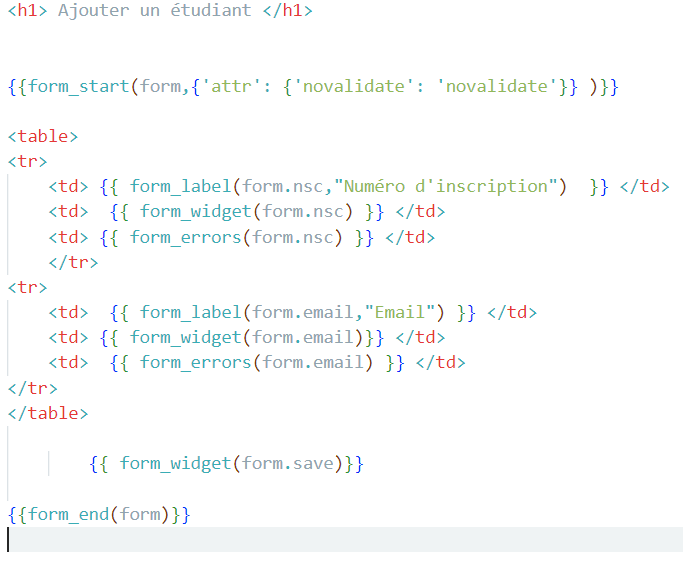 <h1> Ajouter un étudiant </h1>
{{form_start(form,{'attr': {'novalidate': 'novalidate'}} )}}
<table>
<tr>
<td> {{ form_label(form.nsc,"Numéro d'inscription")  }} </td>
<td>  {{ form_widget(form.nsc) }} </td>
<td> {{ form_errors(form.nsc) }} </td>
</tr>
<tr>
<td>  {{ form_label(form.email,"Email") }} </td>
<td> {{ form_widget(form.email)}} </td>
<td>  {{ form_errors(form.email) }} </td>
</tr>
</table>
{{ form_widget(form.save)}}
{{form_end(form)}}